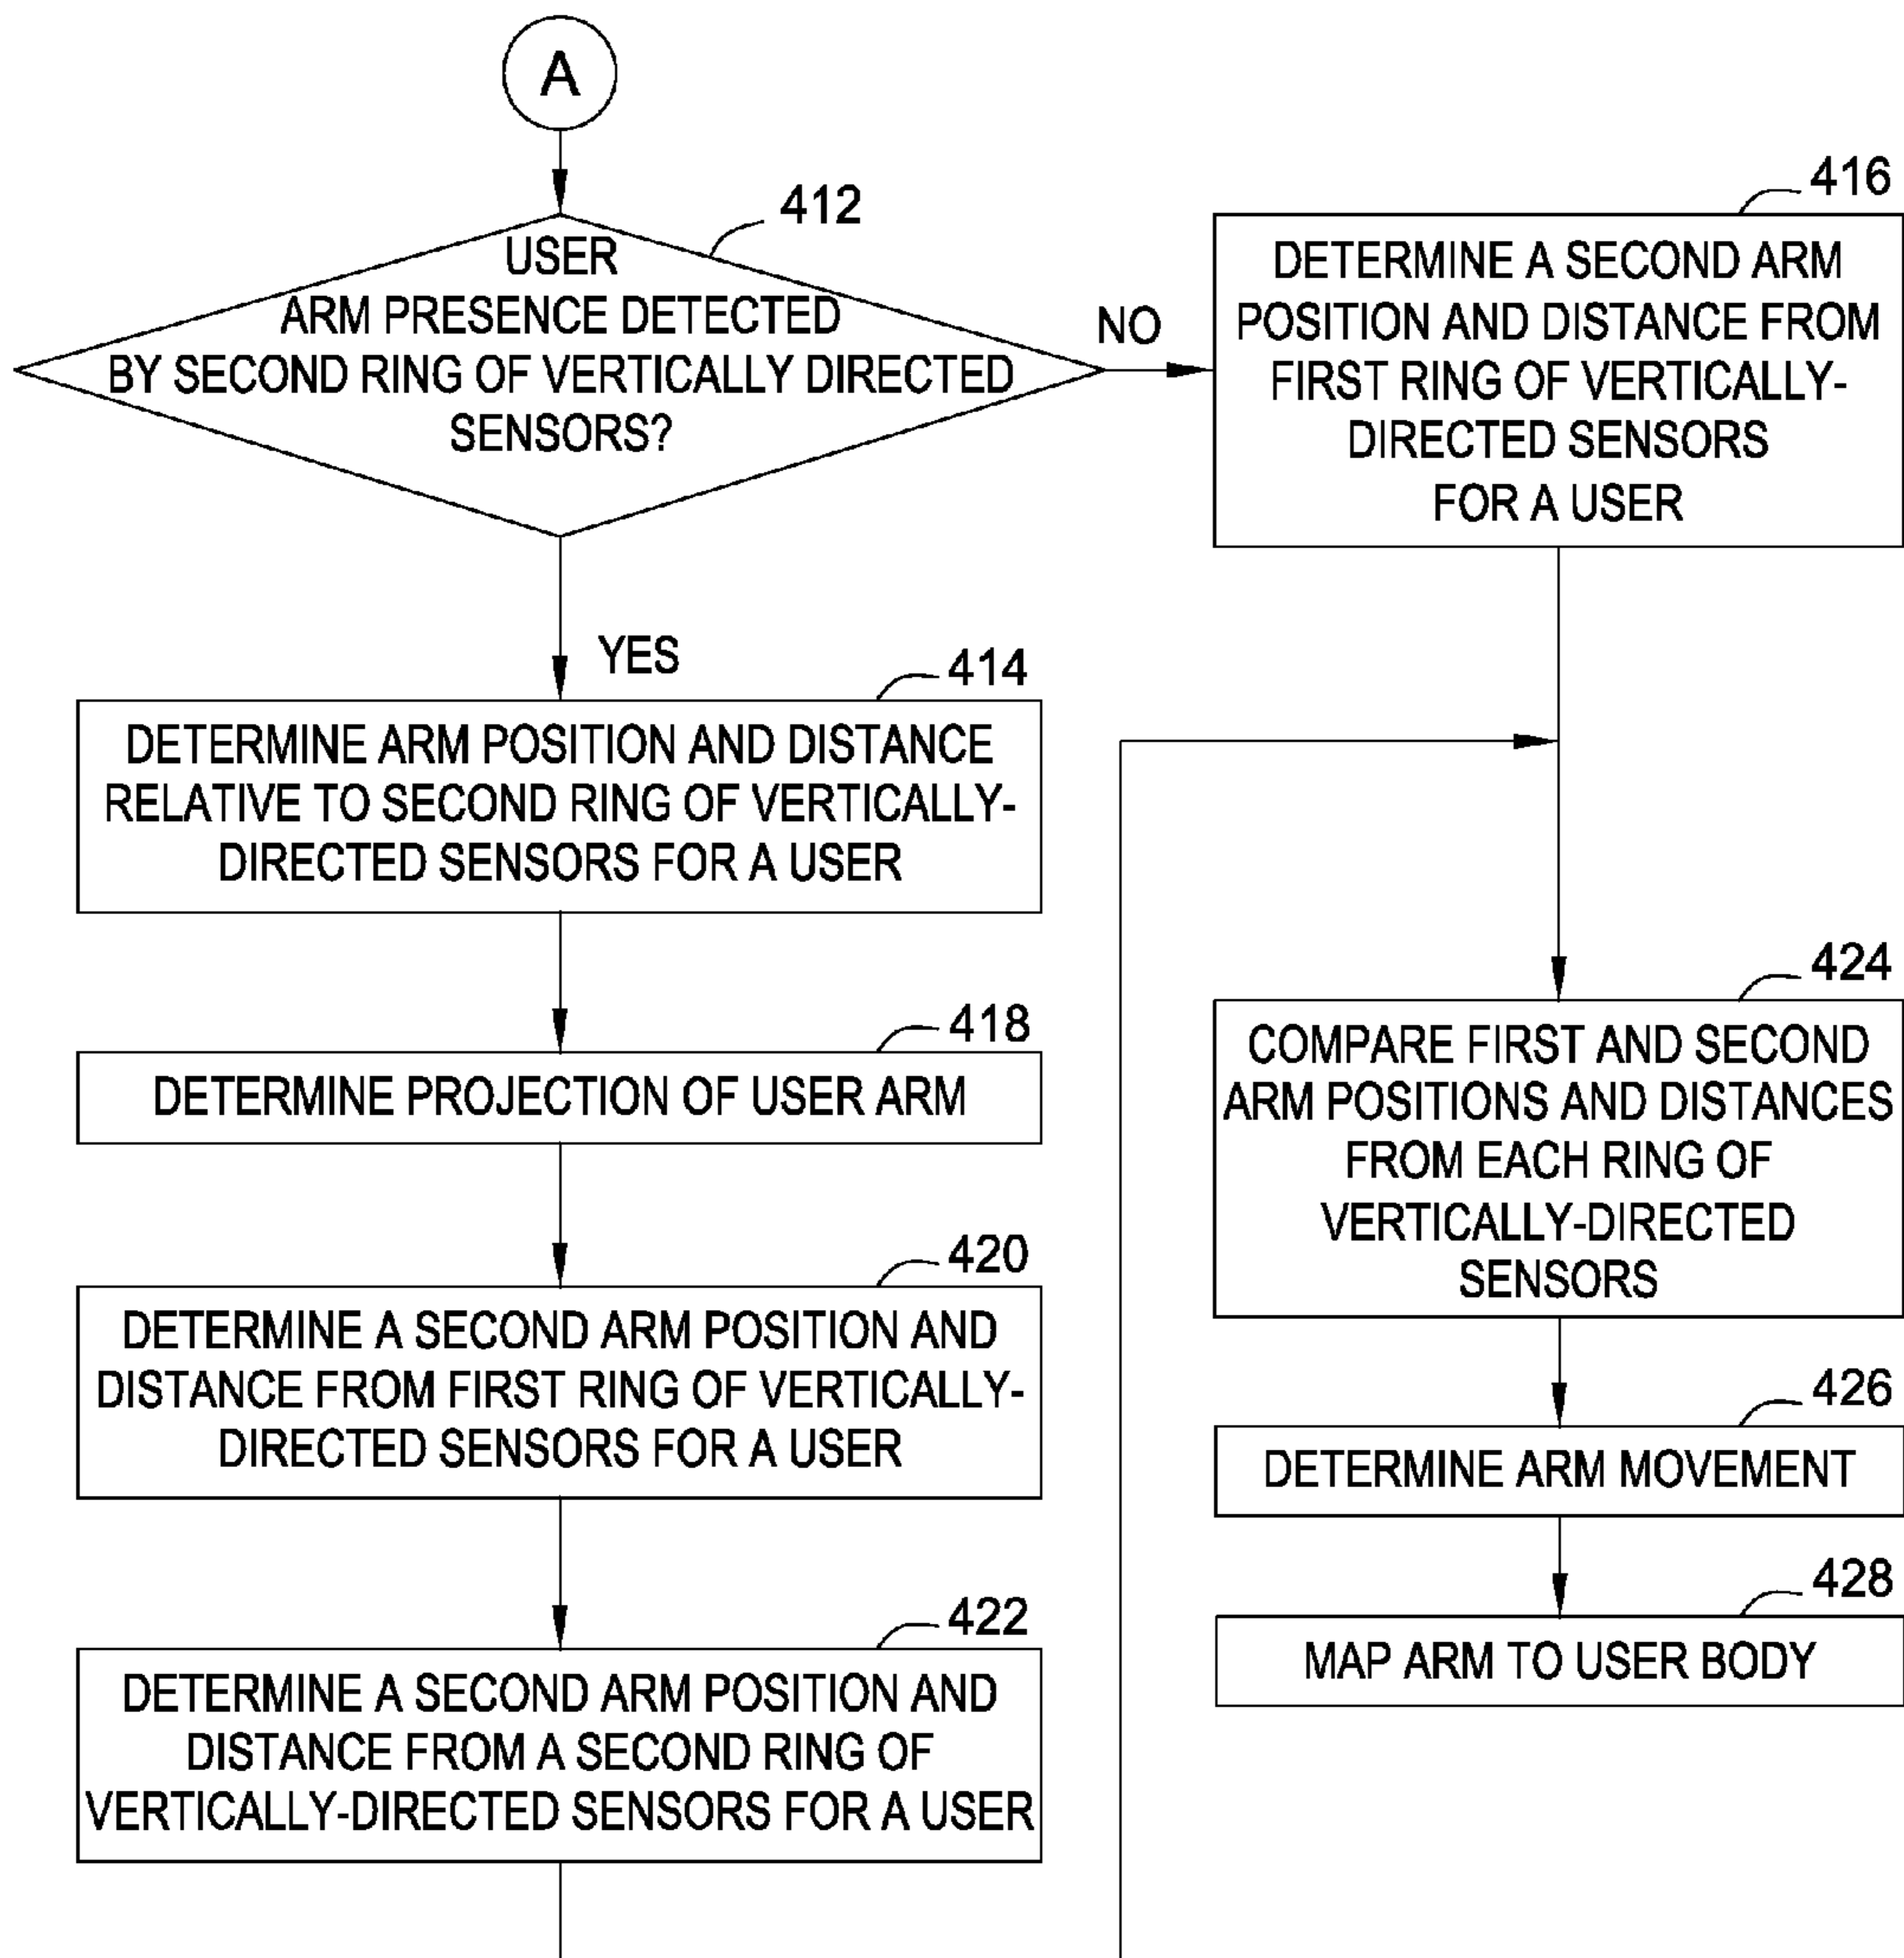 A
412
USER
ARM PRESENCE DETECTED
BY SECOND RING OF VERTICALLY DIRECTED
SENSORS?
NO
YES
416
DETERMINE A SECOND ARM
POSITION AND DISTANCE FROM
FIRST RING OF VERTICALLY-
DIRECTED SENSORS
FOR A USER
414
DETERMINE ARM POSITION AND DISTANCE
RELATIVE TO SECOND RING OF VERTICALLY-
DIRECTED SENSORS FOR A USER
418
DETERMINE PROJECTION OF USER ARM
420
DETERMINE A SECOND ARM POSITION AND
DISTANCE FROM FIRST RING OF VERTICALLY-
DIRECTED SENSORS FOR A USER
422
DETERMINE A SECOND ARM POSITION AND
DISTANCE FROM A SECOND RING OF
VERTICALLY-DIRECTED SENSORS FOR A USER
424
COMPARE FIRST AND SECOND
ARM POSITIONS AND DISTANCES
FROM EACH RING OF
VERTICALLY-DIRECTED
SENSORS
426
DETERMINE ARM MOVEMENT
428
MAP ARM TO USER BODY